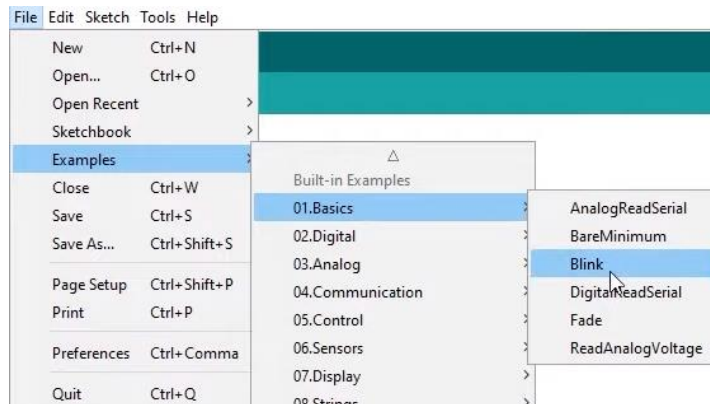 File Edit Sketch Tools Help
New Ctrl+N
Open... Ctrl+O
Open Recent
Sketchbook
Examples
Close Ctrl+W
Save Ctrl+S
Save As... Ctrl+Shift+S
Page Setup Ctrl+Shift+P
Print Ctrl+P
Preferences Ctrl+Comma
Quit Ctrl+Q
Built-in Examples
01.Basics
02.Digital
03.Analog
04.Communication
05.Control
06.Sensors
07.Display
08.Strings
AnalogReadSerial
BareMinimum
Blink
DigitalReadSerial
Fade
ReadAnalogVoltage